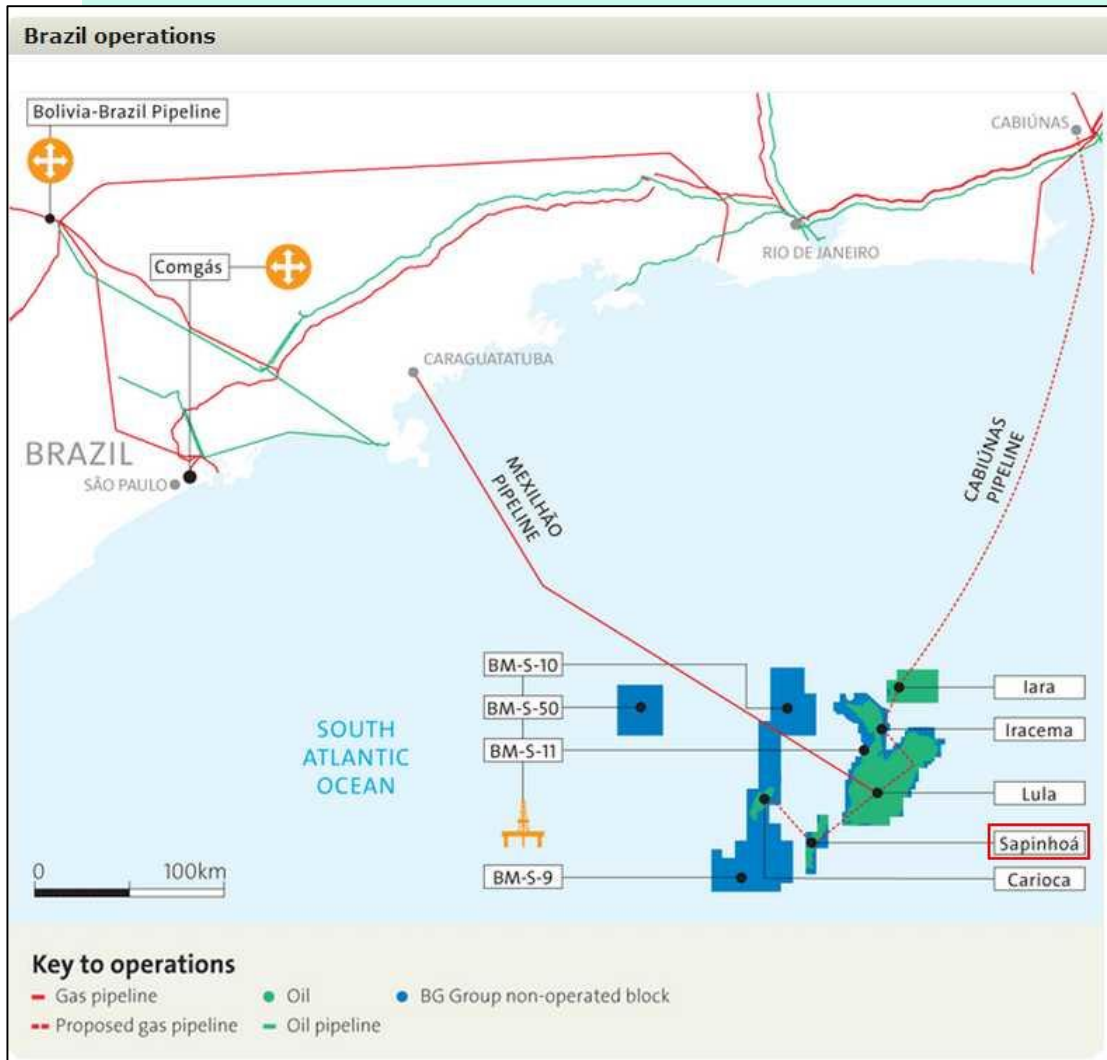 Brazil operations
Bolivia-Brazil Pipeline
CABIÚNAS
RIO DE JANEIRO
Comgás
CARAGUATATUBA
BRAZIL
SÃO PAULO
MEXILHÃO
PIPELINE
CABIÚNAS
PIPELINE
BM-S-10
BM-S-50
BM-S-11
BM-S-9
SOUTH
ATLANTIC
OCEAN
Iara
Iracema
Lula
Sapinhoá
Carioca
0 100km
Key to operations
Gas pipeline
Oil
BG Group non-operated block
Proposed gas pipeline
Oil pipeline